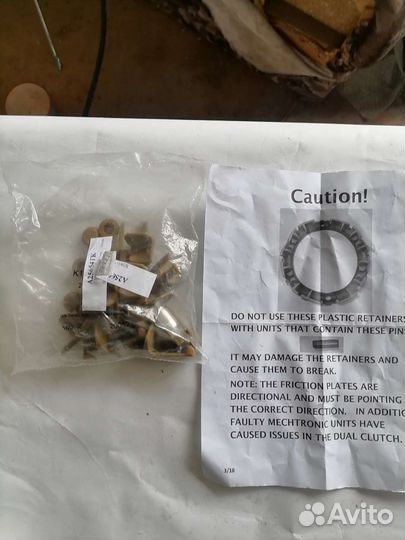 Caution!
DO NOT USE THESE PLASTIC RETAINERS
WITH UNITS THAT CONTAIN THESE PIN
IT MAY DAMAGE THE RETAINERS AND
CAUSE THEM TO BREAK.
NOTE: THE FRICTION PLATES ARE
DIRECTIONAL AND MUST BE POINTING
THE CORRECT DIRECTION. IN ADDITIO
FAULTY MECHTRONIC UNITS HAVE
CAUSED ISSUES IN THE DUAL CLUTCH.
3/18
Avito